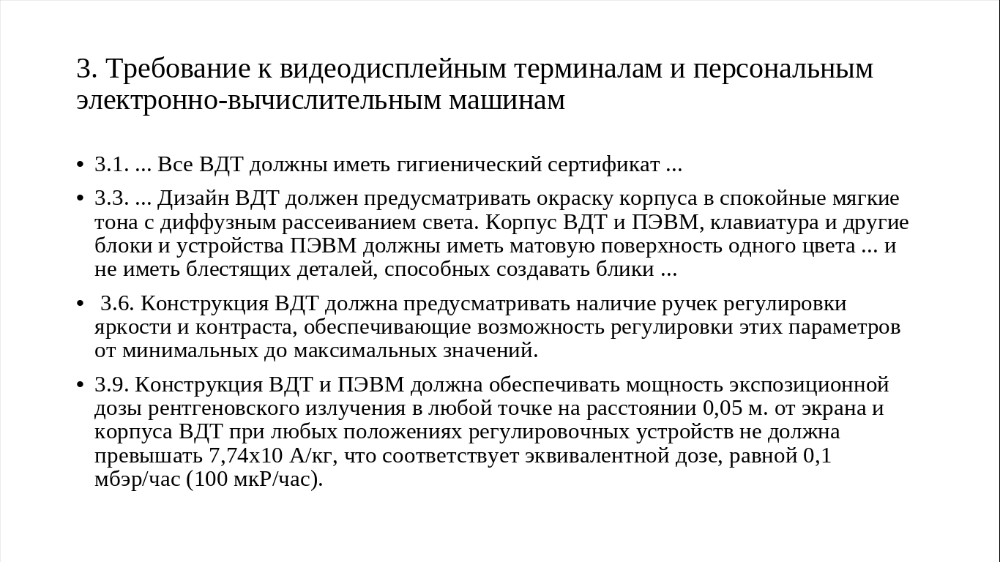 3. Требование к видеодисплейным терминалам и персональным
электронно-вычислительным машинам
• 3.1. ... Все ВДТ должны иметь гигиенический сертификат ...
• 3.3. ... Дизайн ВДТ должен предусматривать окраску корпуса в спокойные мягкие
тона с диффузным рассеиванием света. Корпус ВДТ и ПЭВМ, клавиатура и другие
блоки и устройства ПЭВМ должны иметь матовую поверхность одного цвета ... и
не иметь блестящих деталей, способных создавать блики ...
• 3.6. Конструкция ВДТ должна предусматривать наличие ручек регулировки
яркости и контраста, обеспечивающие возможность регулировки этих параметров
от минимальных до максимальных значений.
• 3.9. Конструкция ВДТ и ПЭВМ должна обеспечивать мощность экспозиционной
дозы рентгеновского излучения в любой точке на расстоянии 0,05 м. от экрана и
корпуса ВДТ при любых положениях регулировочных устройств не должна
превышать 7,74х10 А/кг, что соответствует эквивалентной дозе, равной 0,1
мбэр/час (100 мкР/час).